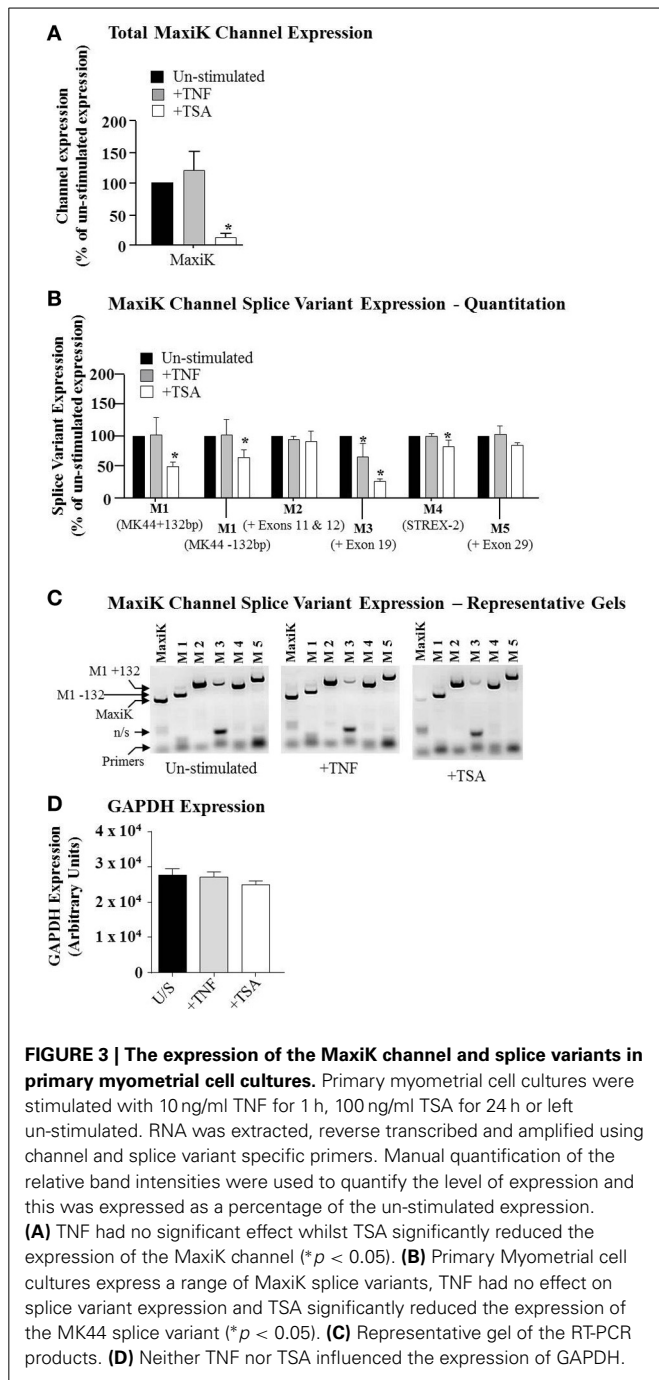 A Total MaxiK Channel Expression
Un-stimulated
+TNF
+TSA
Channel expression
(% of un-stimulated expression)
200
150
100
50
0
*
MaxiK
B MaxiK Channel Splice Variant Expression - Quantitation
Un-stimulated
+TNF
+TSA
Splice Variant Expression
(% of un-stimulated expression)
200
150
100
50
0
* * * * *
M1
(MK44+132bp)
M1
(MK44 -132bp)
M2
(+ Exons 11 & 12)
M3
(+ Exon 19)
M4
(STREX-2)
M5
(+ Exon 29)
C MaxiK Channel Splice Variant Expression – Representative Gels
MaxiK M 1 M 2 M 3 M 4 M 5
MaxiK M 1 M 2 M 3 M 4 M 5
MaxiK M 1 M 2 M 3 M 4 M 5
M1 +132
M1 -132
MaxiK
n/s
Primers
Un-stimulated
+TNF
+TSA
D GAPDH Expression
GAPDH Expression
(Arbitrary Units)
4 x 10⁴
3 x 10⁴
2 x 10⁴
1 x 10⁴
0
U/S
+TNF
+TSA
FIGURE 3 | The expression of the MaxiK channel and splice variants in
primary myometrial cell cultures. Primary myometrial cell cultures were
stimulated with 10 ng/ml TNF for 1 h, 100 ng/ml TSA for 24 h or left
un-stimulated. RNA was extracted, reverse transcribed and amplified using
channel and splice variant specific primers. Manual quantification of the
relative band intensities were used to quantify the level of expression and
this was expressed as a percentage of the un-stimulated expression.
(A) TNF had no significant effect whilst TSA significantly reduced the
expression of the MaxiK channel (*p < 0.05). (B) Primary Myometrial cell
cultures express a range of MaxiK splice variants, TNF had no effect on
splice variant expression and TSA significantly reduced the expression of
the MK44 splice variant (*p < 0.05). (C) Representative gel of the RT-PCR
products. (D) Neither TNF nor TSA influenced the expression of GAPDH.